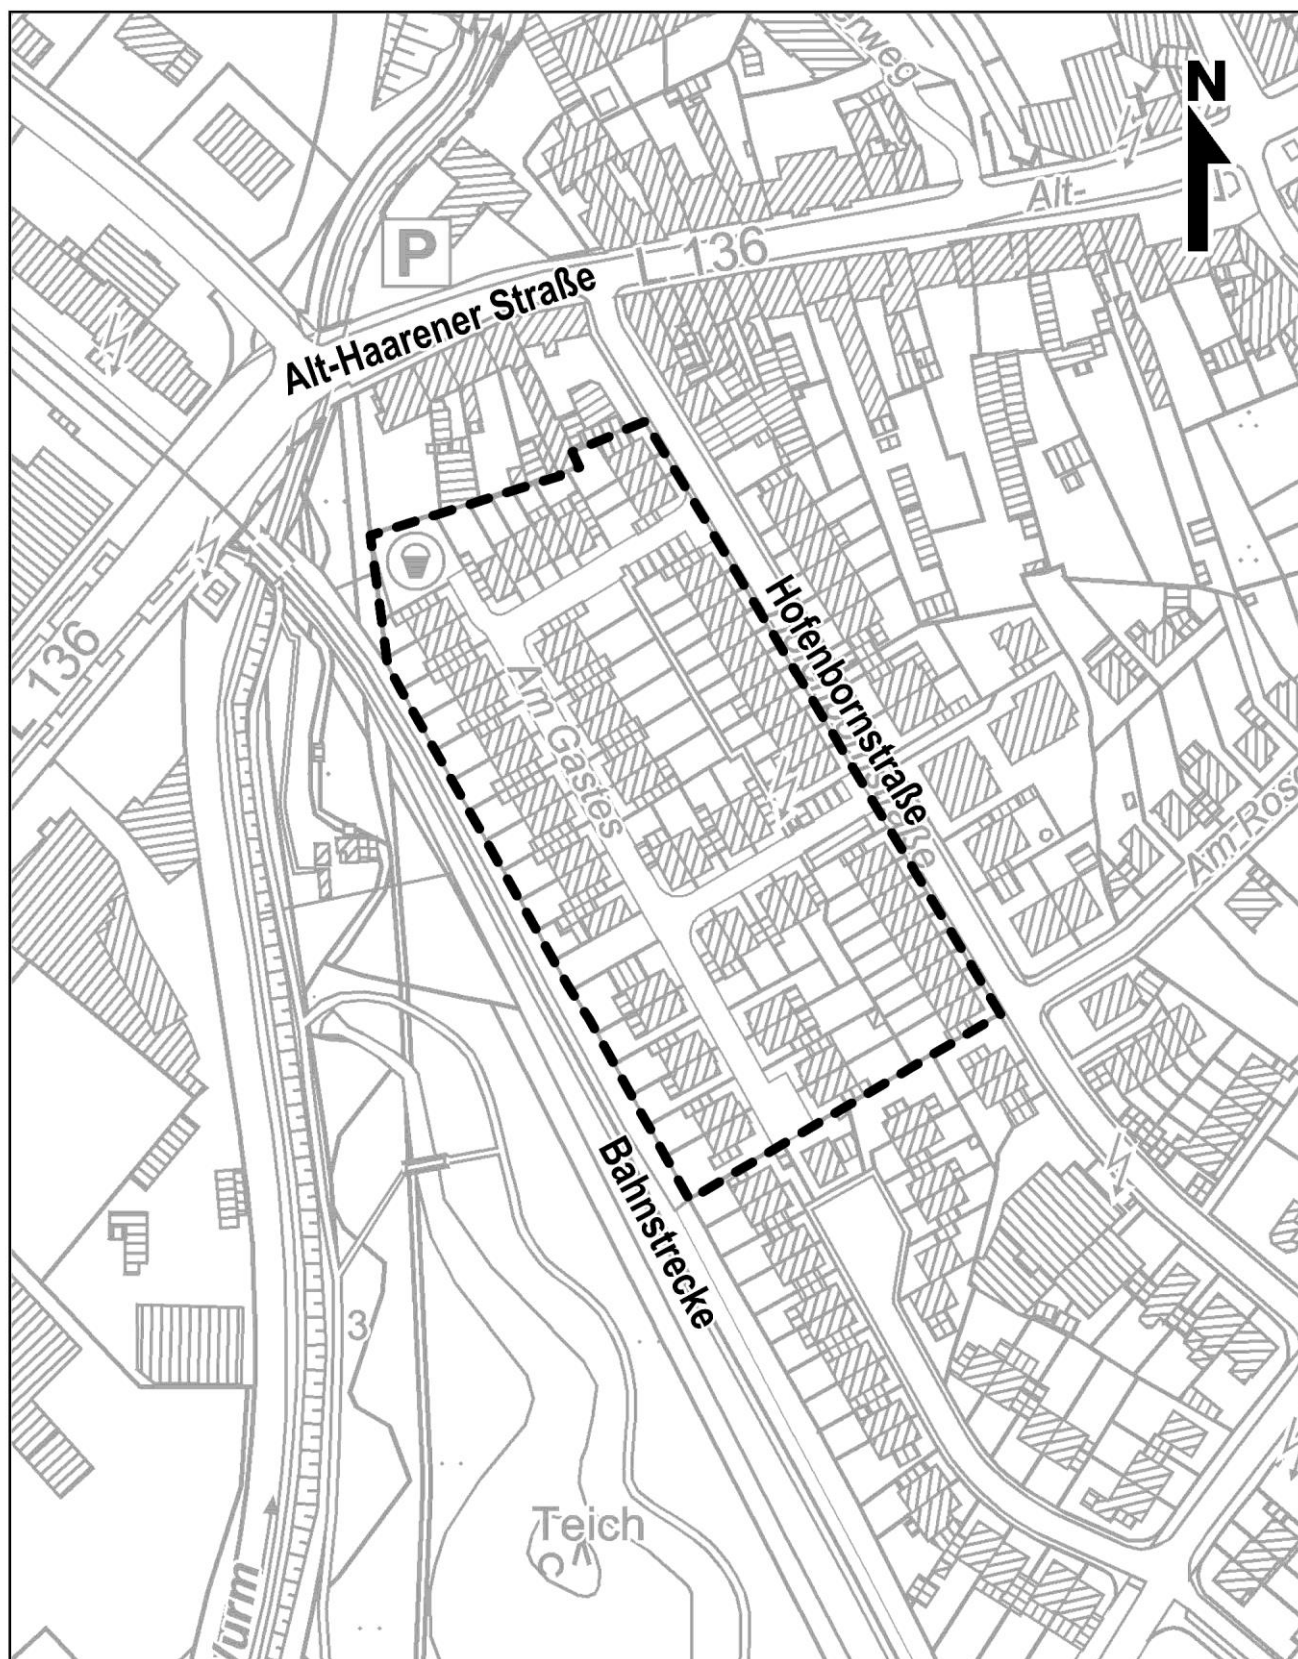 N
P
L 136
Alt-
Alt-Haarener Straße
136
Hofenbornstraße
Am Gastes
Bahnstrecke
3
Teich